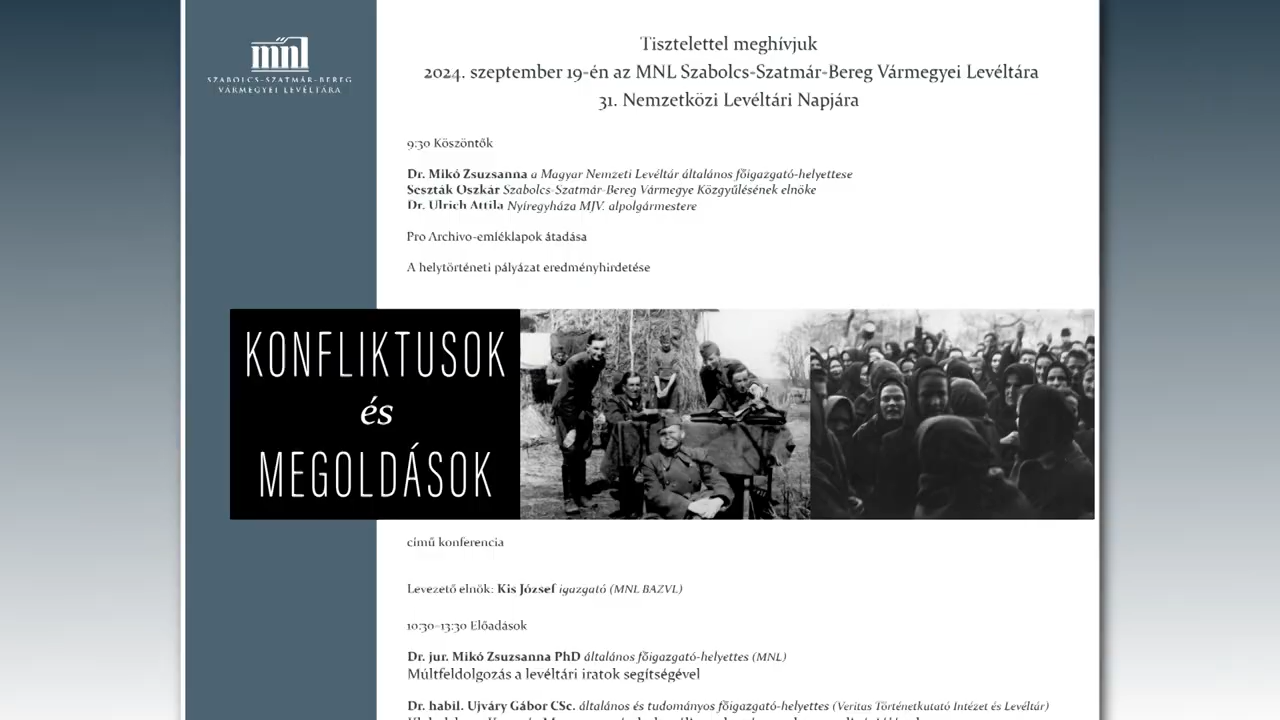 mnl
SZABOLCS-SZATMÁR-BEREG
VÁRMEGYEI LEVÉLTÁRA
Tisztelettel meghívjuk
2024. szeptember 19-én az MNL Szabolcs-Szatmár-Bereg Vármegyei Levéltára
31. Nemzetközi Levéltári Napjára
9:30 Köszöntők
Dr. Mikó Zsuzsanna a Magyar Nemzeti Levéltár általános főigazgató-helyettese
Seszták Oszkár Szabolcs-Szatmár-Bereg Vármegye Közgyűlésének elnöke
Dr. Ulrich Attila Nyíregyháza MJV. alpolgármestere
Pro Archivo-emléklapok átadása
A helytörténeti pályázat eredményhirdetése
KONFLIKTUSOK
és
MEGOLDÁSOK
című konferencia
Levezető elnök: Kis József igazgató (MNL BAZVL)
10:30–13:30 Előadások
Dr. jur. Mikó Zsuzsanna PhD általános főigazgató-helyettes (MNL)
Múltfeldolgozás a levéltári iratok segítségével
Dr. habil. Ujváry Gábor CSc. általános és tudományos főigazgató-helyettes (Veritas Történetkutató Intézet és Levéltár)